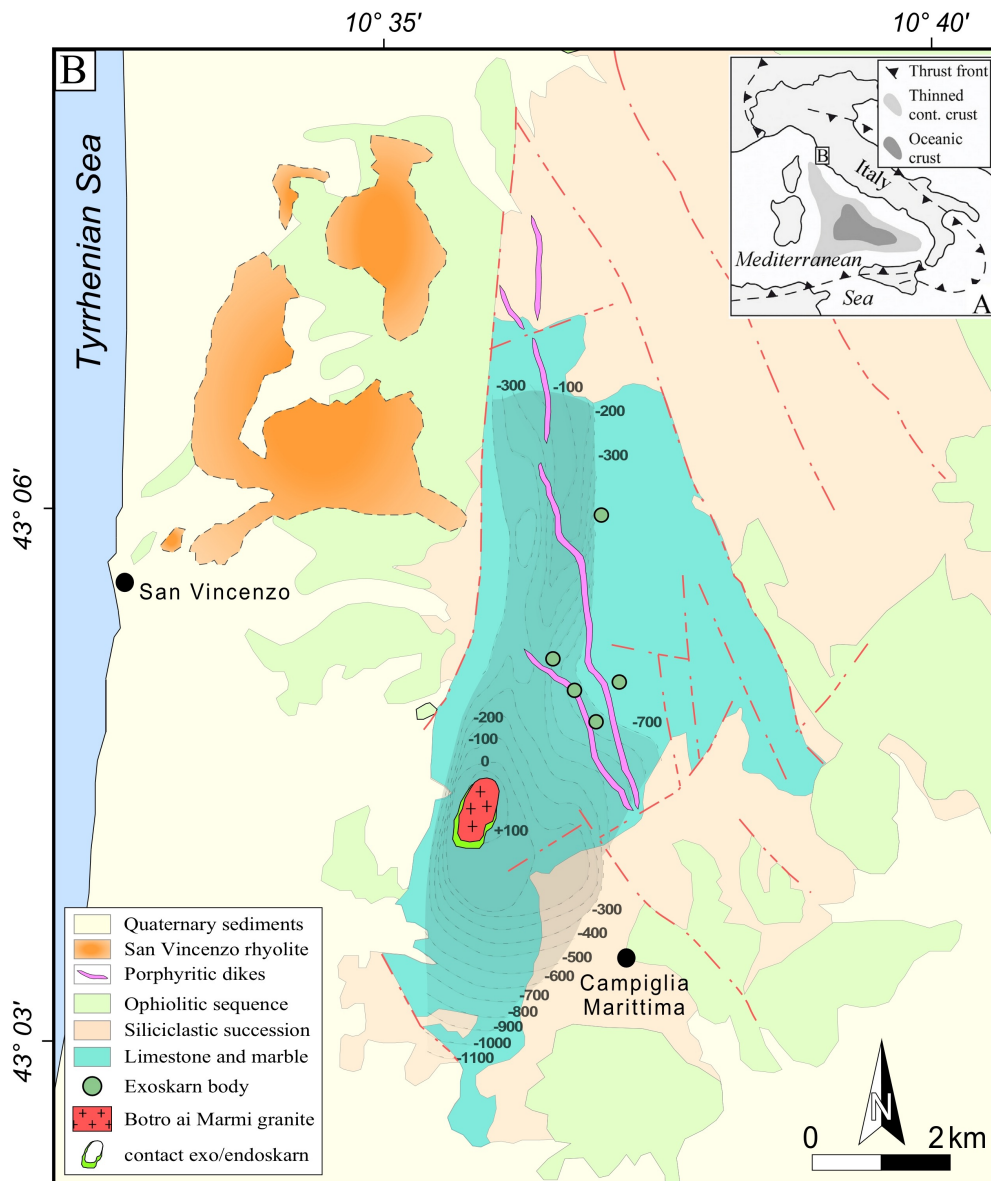 10° 35'
10° 40'
B
Tyrrhenian Sea
Thrust front
Thinned
cont. crust
Oceanic
crust
B
Italy
Mediterranean
Sea
A
-300
-100
-200
-300
43° 06'
San Vincenzo
-200
-700
-100
0
+100
-300
-400
-500
-600
-700
-800
-900
-1000
-1100
Campiglia
Marittima
43° 03'
Quaternary sediments
San Vincenzo rhyolite
Porphyritic dikes
Ophiolitic sequence
Siliciclastic succession
Limestone and marble
Exoskarn body
Botro ai Marmi granite
contact exo/endoskarn
N
0
2 km